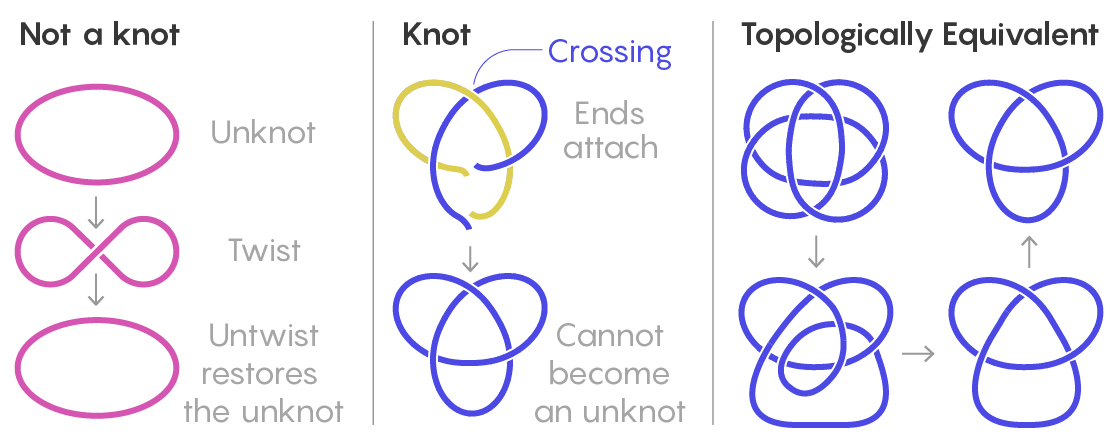 Not a knot
Unknot
Twist
Untwist
restores
the unknot
Knot
Crossing
Ends
attach
Cannot
become
an unknot
Topologically Equivalent